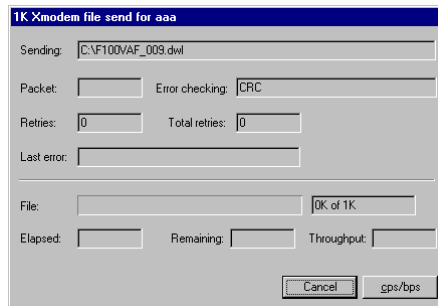 1K Xmodem file send for aaa
Sending: C:\F100VAF_009.dwl
Packet: Error checking: CRC
Retries: 0 Total retries: 0
Last error:
File: 0K of 1K
Elapsed: Remaining: Throughput:
Cancel cps/bps